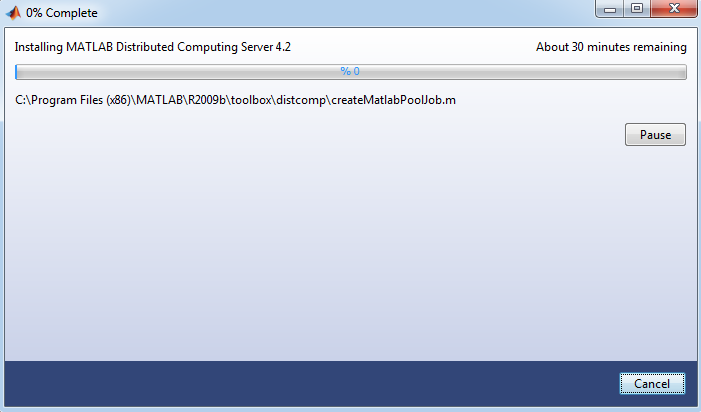 0% Complete
Installing MATLAB Distributed Computing Server 4.2 About 30 minutes remaining
% 0
C:\Program Files (x86)\MATLAB\R2009b\toolbox\distcomp\createMatlabPoolJob.m
Pause
Cancel